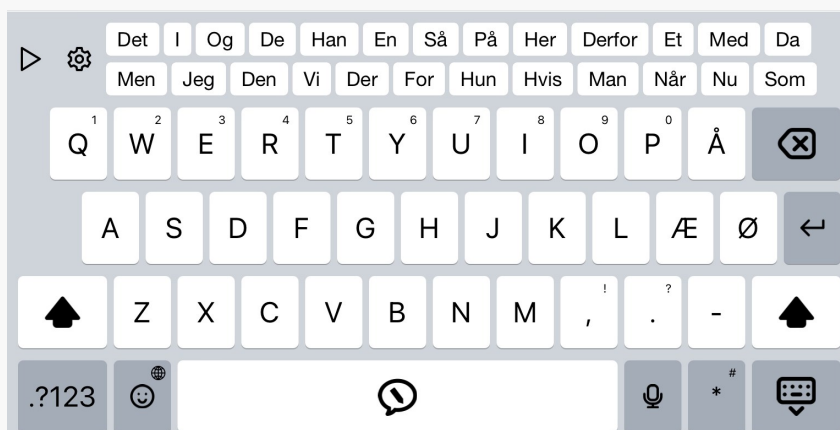 Det I Og De Han En Så På Her Derfor Et Med Da
Men Jeg Den Vi Der For Hun Hvis Man Når Nu Som
1 2 3 4 5 6 7 8 9 0
Q W E R T Y U I O P Å
A S D F G H J K L Æ Ø
! ?
Z X C V B N M , . -
#
.?123 *